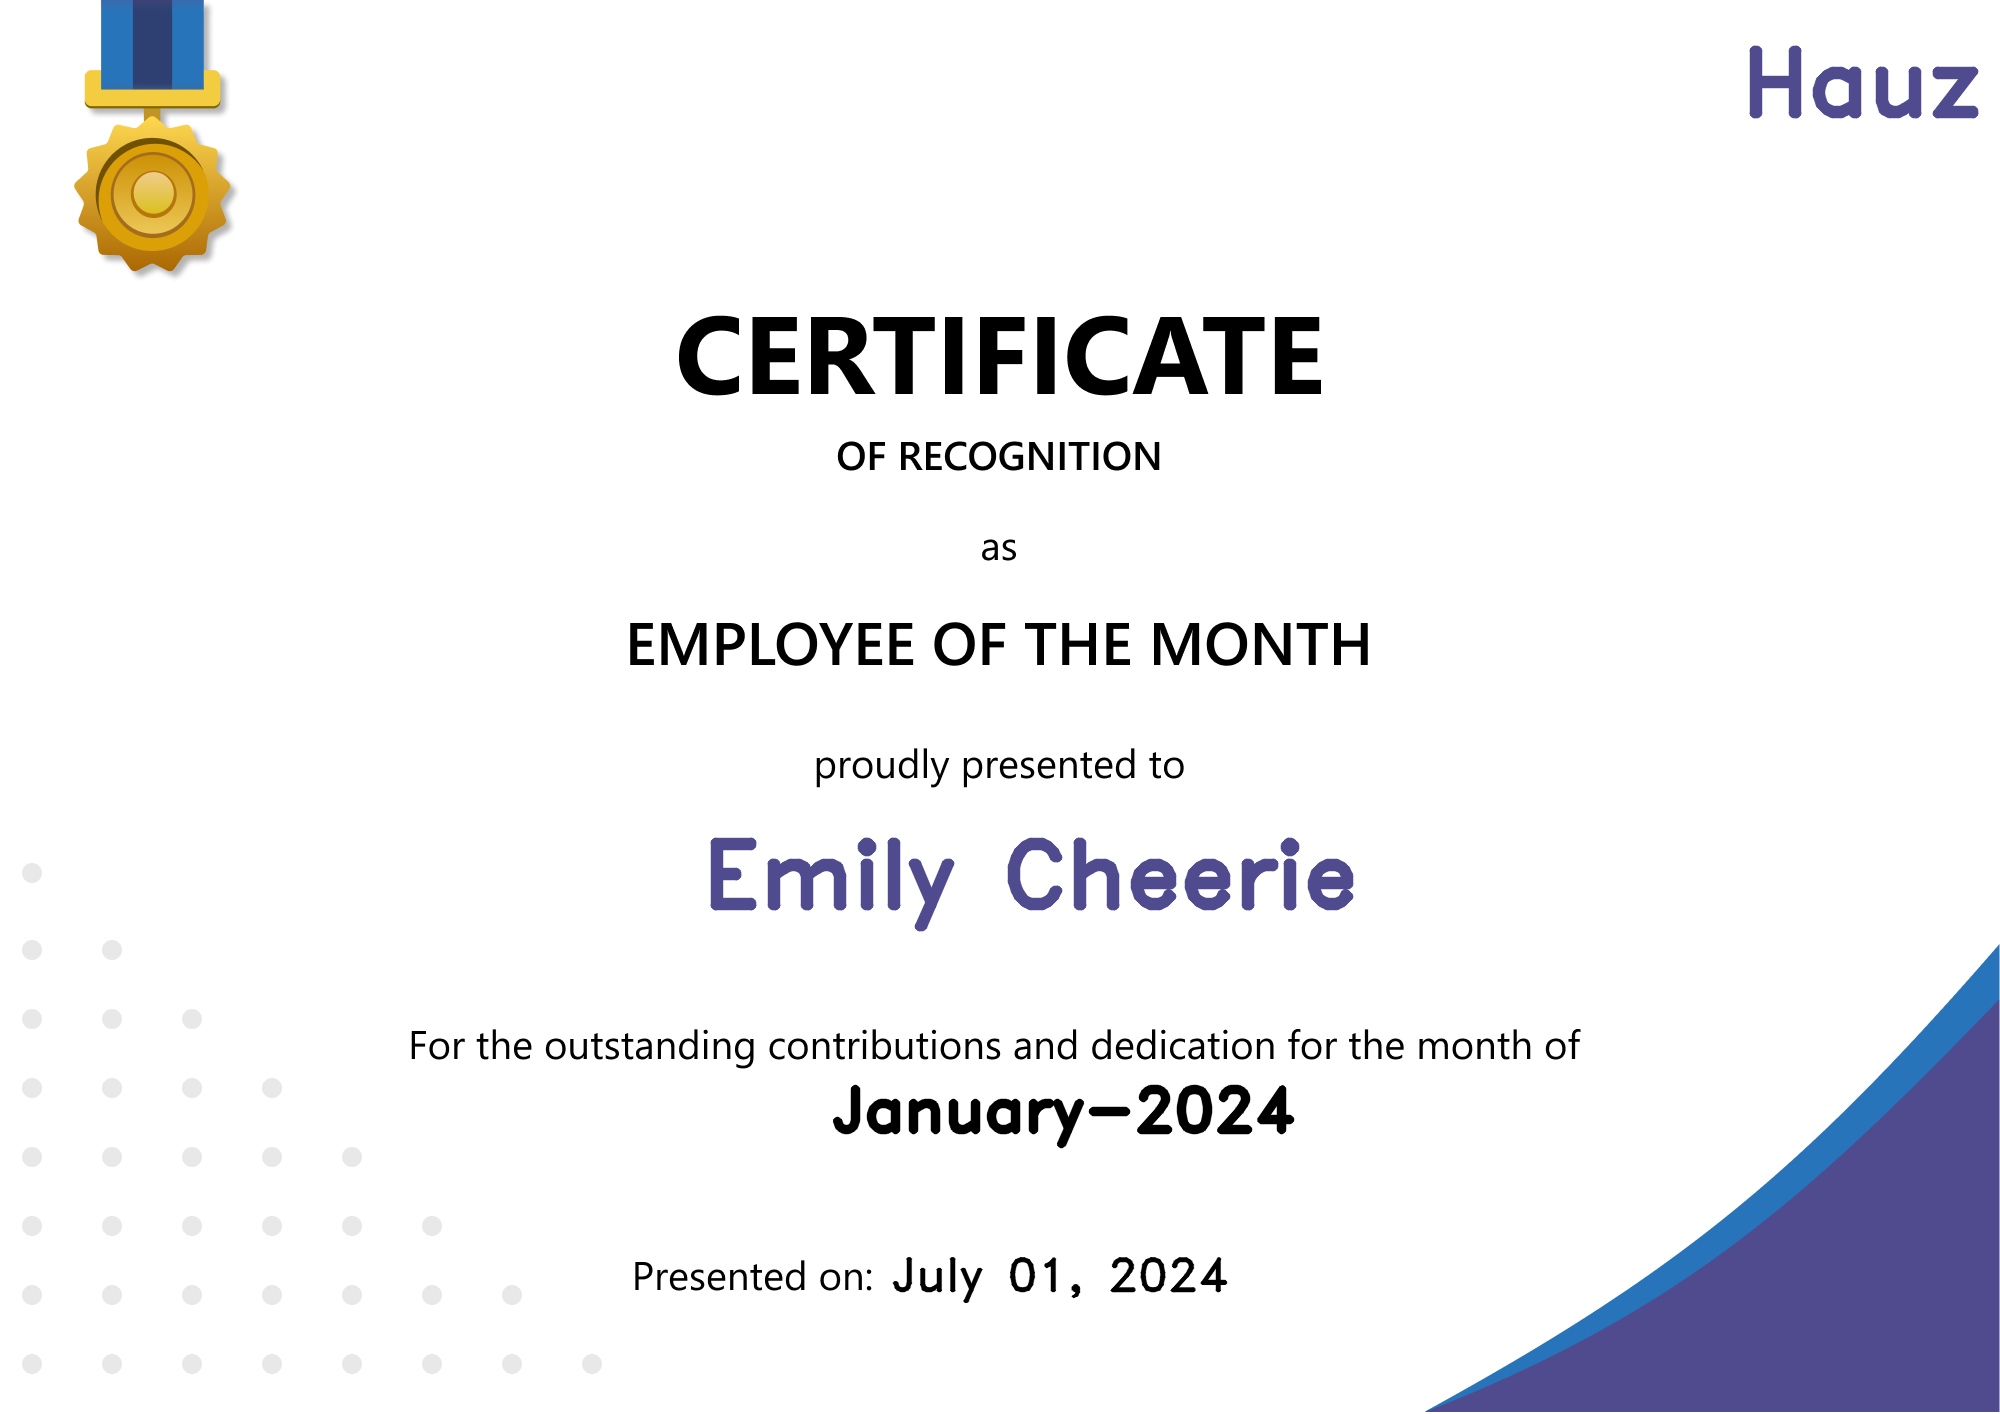 Hauz
CERTIFICATE
OF RECOGNITION
as
EMPLOYEE OF THE MONTH
proudly presented to
Emily Cheerie
For the outstanding contributions and dedication for the month of
January-2024
Presented on: July 01, 2024